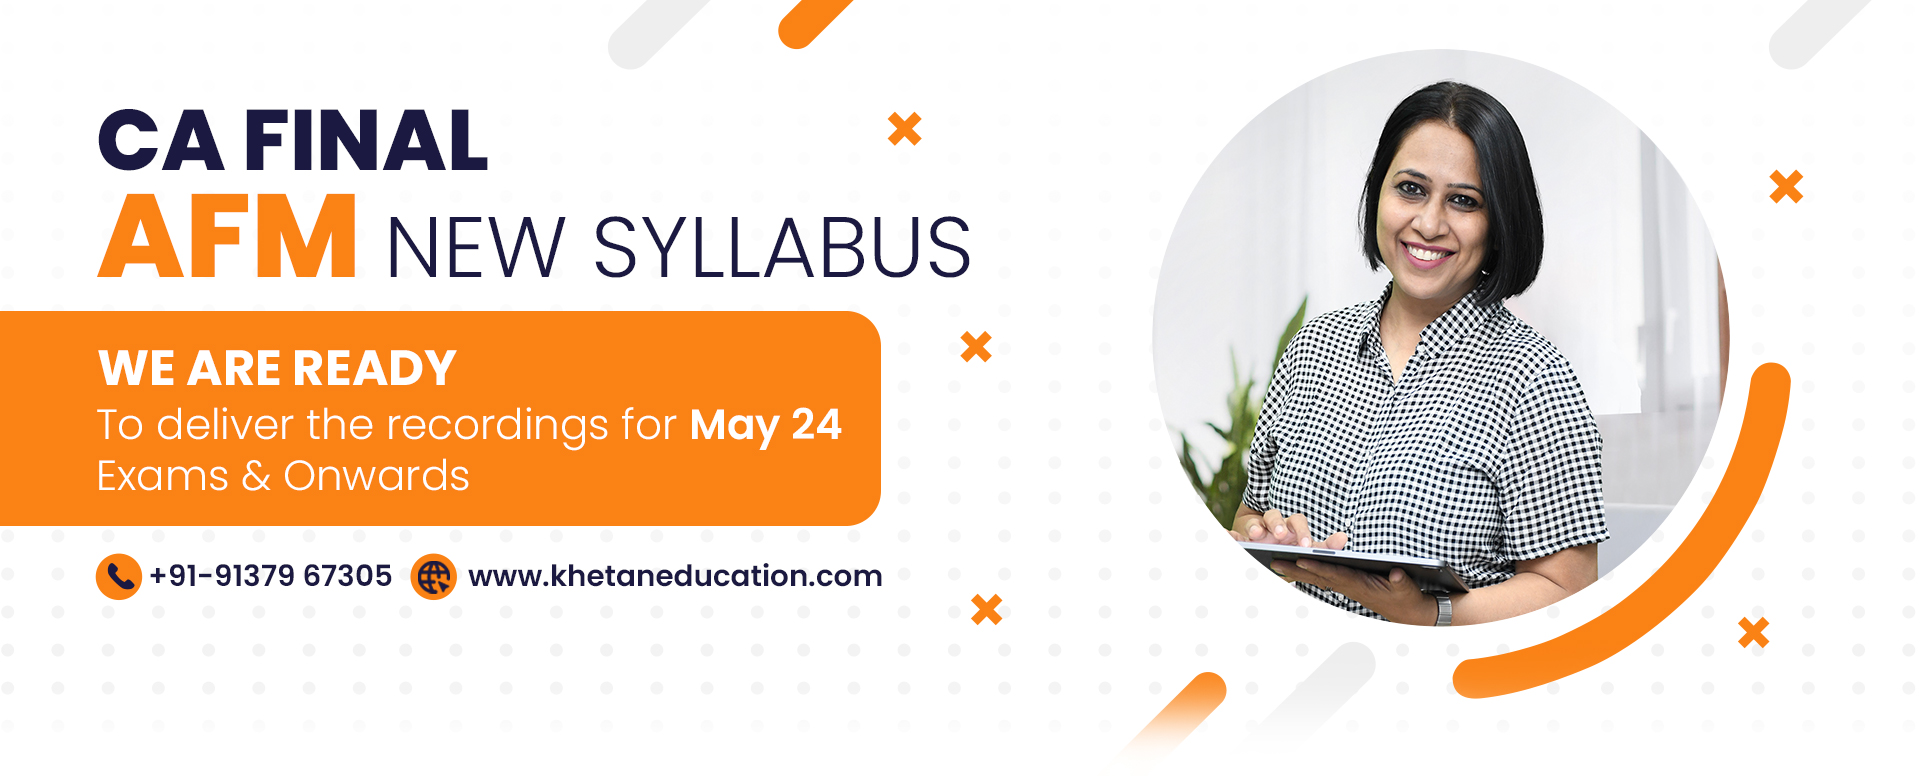 CA FINAL
AFM NEW SYLLABUS
WE ARE READY
To deliver the recordings for May 24
Exams & Onwards
+91-91379 67305 www.khetaneducation.com